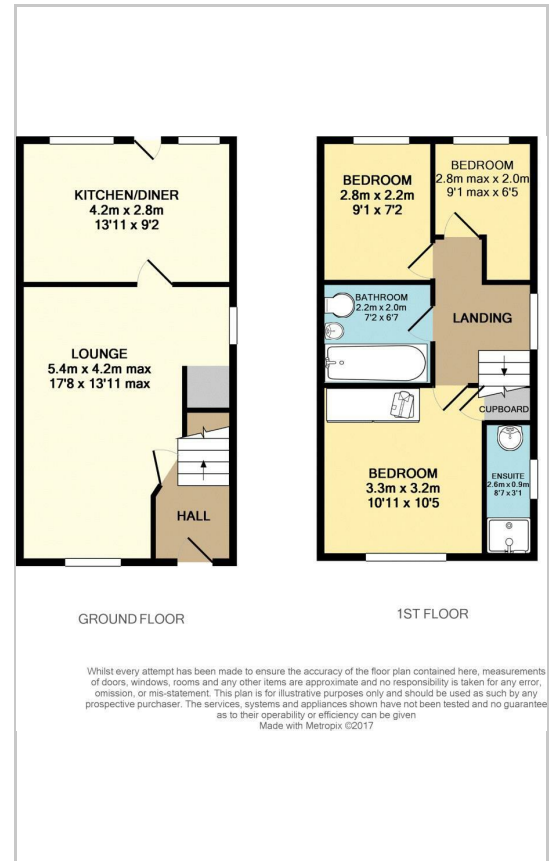 KITCHEN/DINER
4.2m x 2.8m
13'11 x 9'2
LOUNGE
5.4m x 4.2m max
17'8 x 13'11 max
HALL
GROUND FLOOR
BEDROOM
2.8m x 2.2m
9'1 x 7'2
BEDROOM
2.8m max x 2.0m
9'1 max x 6'5
BATHROOM
2.2m x 2.0m
7'2 x 6'7
LANDING
CUPBOARD
BEDROOM
3.3m x 3.2m
10'11 x 10'5
ENSUITE
2.6m x 0.9m
8'7 x 3'1
1ST FLOOR
Whilst every attempt has been made to ensure the accuracy of the floor plan contained here, measurements
of doors, windows, rooms and any other items are approximate and no responsibility is taken for any error,
omission, or mis-statement. This plan is for illustrative purposes only and should be used as such by any
prospective purchaser. The services, systems and appliances shown have not been tested and no guarantee
as to their operability or efficiency can be given
Made with Metropix ©2017